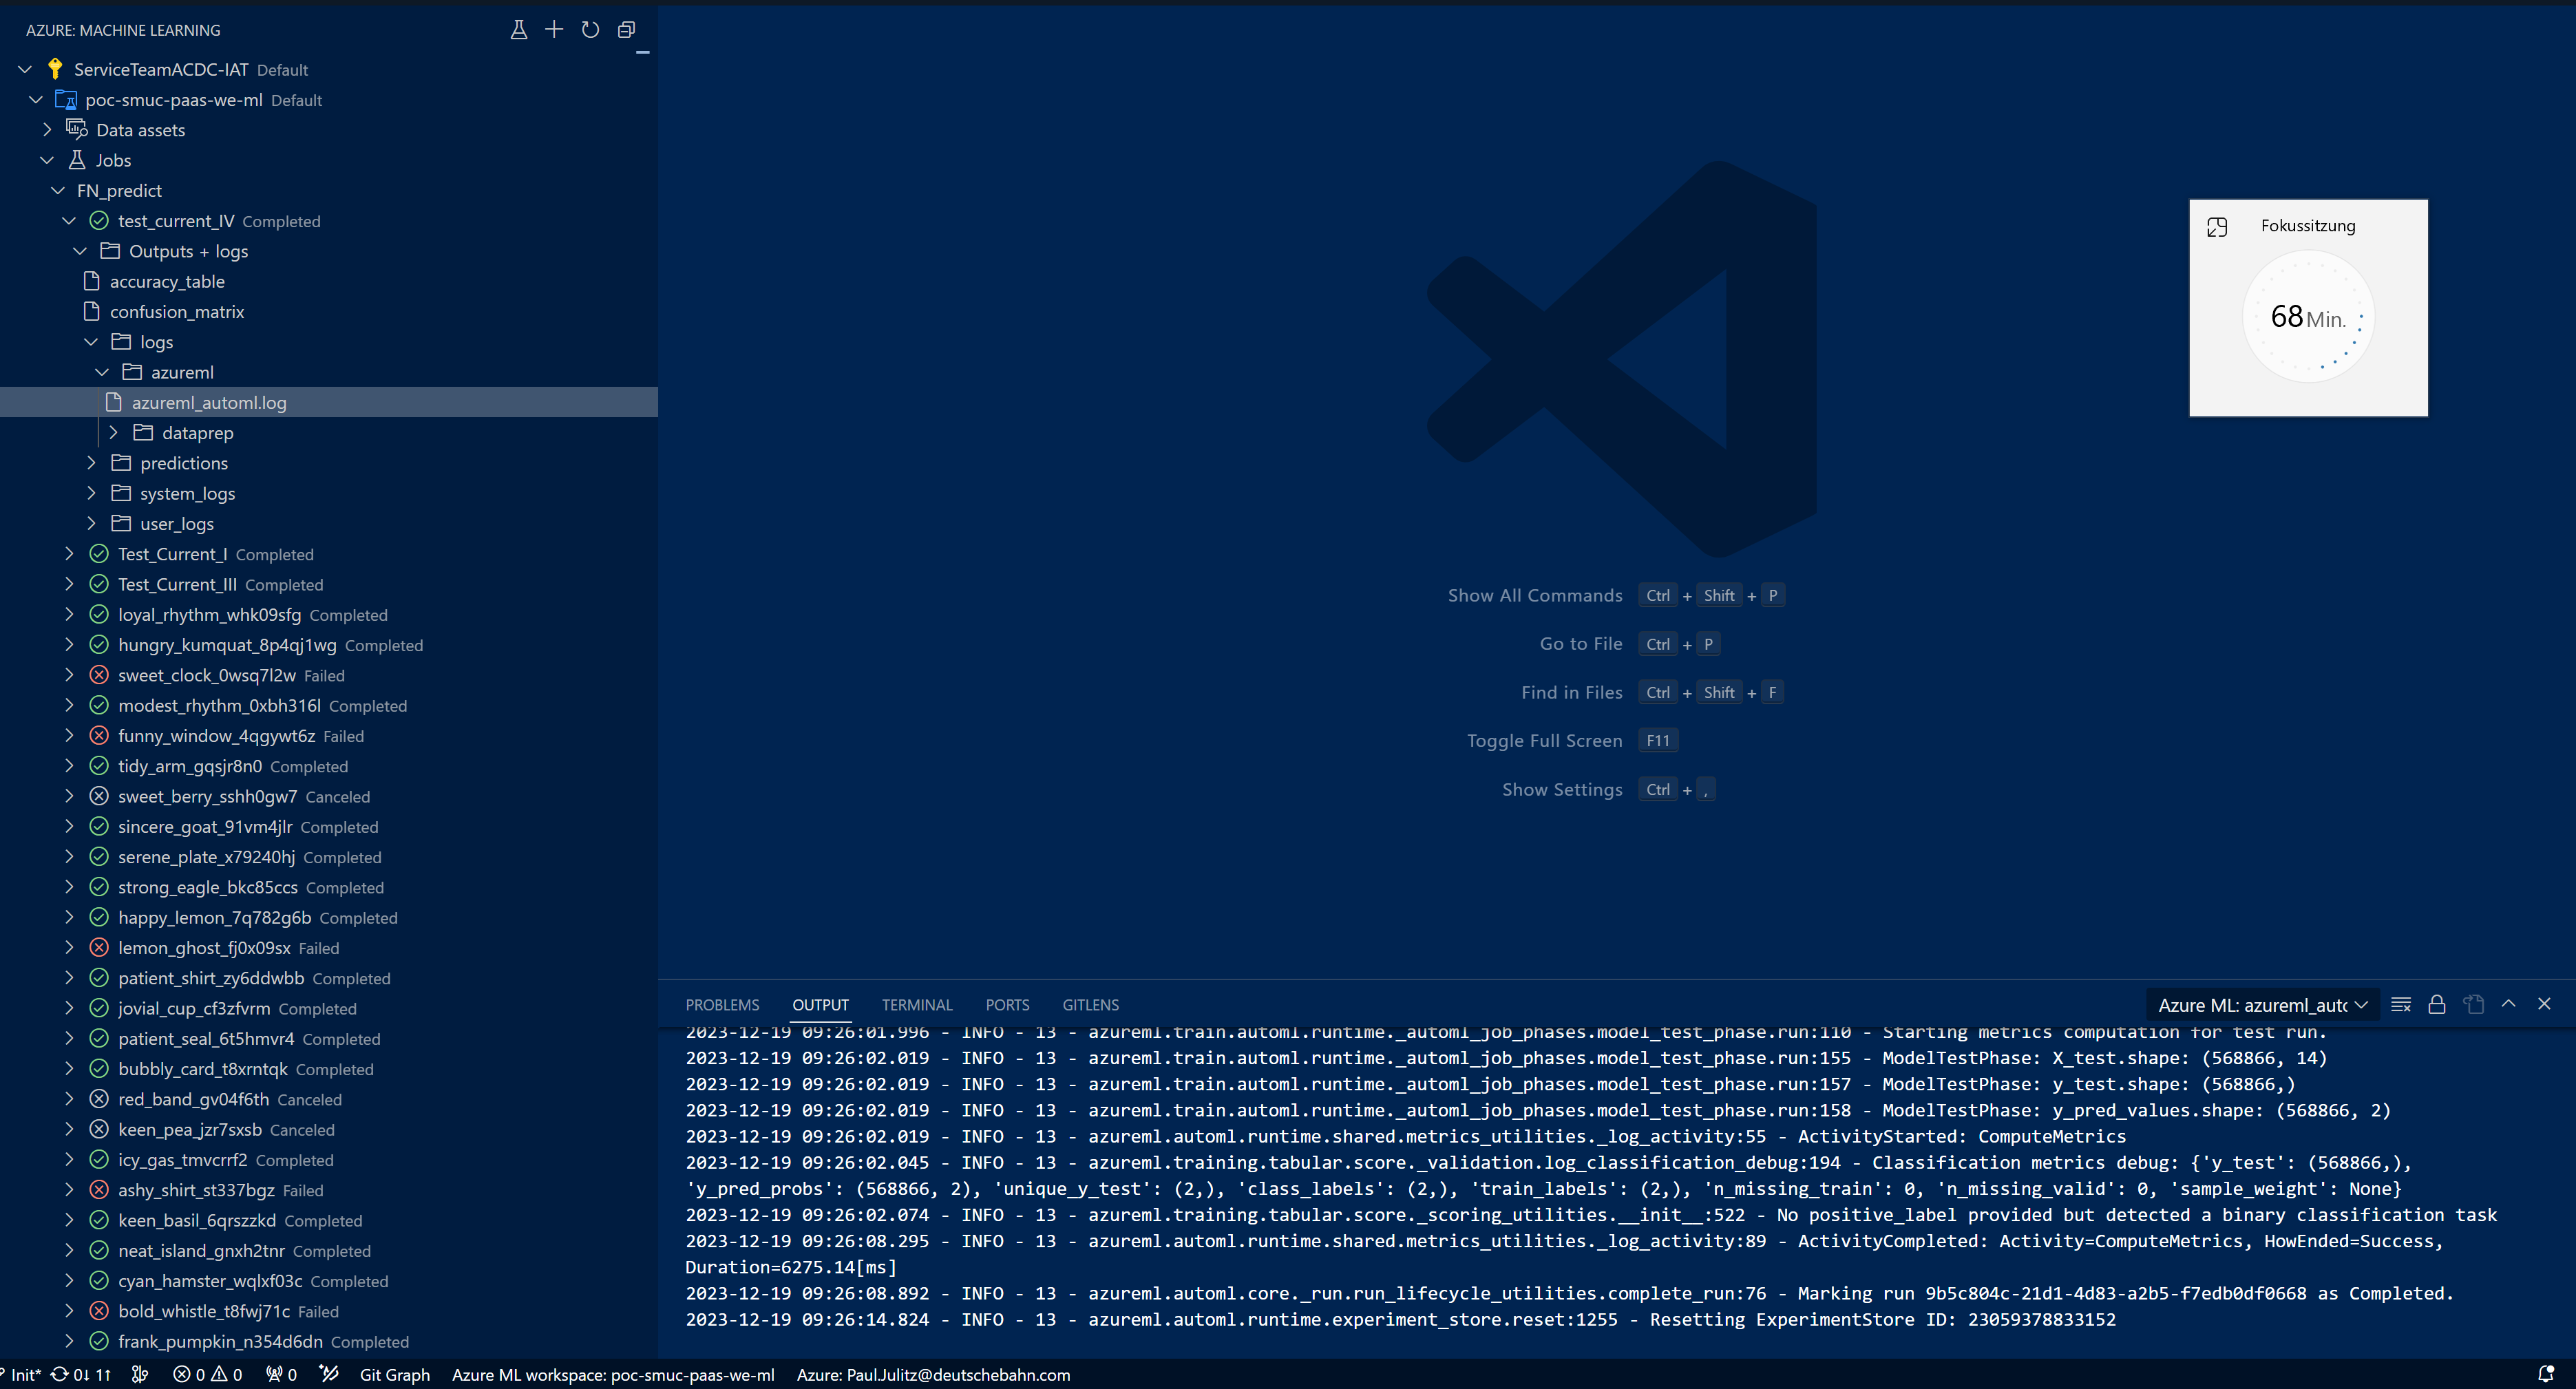 AZURE: MACHINE LEARNING
ServiceTeamACDC-IAT Default
poc-smuc-paas-we-ml Default
Data assets
Jobs
FN_predict
test_current_IV Completed
Outputs + logs
accuracy_table
confusion_matrix
logs
azureml
azureml_automl.log
dataprep
predictions
system_logs
user_logs
Test_Current_I Completed
Test_Current_III Completed
loyal_rhythm_whk09sfg Completed
hungry_kumquat_8p4qj1wg Completed
sweet_clock_0wsq7l2w Failed
modest_rhythm_0xbh316l Completed
funny_window_4qgywt6z Failed
tidy_arm_gqsjr8n0 Completed
sweet_berry_sshh0gw7 Canceled
sincere_goat_91vm4jlr Completed
serene_plate_x79240hj Completed
strong_eagle_bkc85ccs Completed
happy_lemon_7q782g6b Completed
lemon_ghost_fj0x09sx Failed
patient_shirt_zy6ddwbb Completed
jovial_cup_cf3zfvrm Completed
patient_seal_6t5hmvr4 Completed
bubbly_card_t8xrntqk Completed
red_band_gv04f6th Canceled
keen_pea_jzr7sxsb Canceled
icy_gas_tmvcrrf2 Completed
ashy_shirt_st337bgz Failed
keen_basil_6qrszzkd Completed
neat_island_gnxh2tnr Completed
cyan_hamster_wqlxf03c Completed
bold_whistle_t8fwj71c Failed
frank_pumpkin_n354d6dn Completed
Fokussitzung
68 Min.
Show All Commands Ctrl + Shift + P
Go to File Ctrl + P
Find in Files Ctrl + Shift + F
Toggle Full Screen F11
Show Settings Ctrl + ,
PROBLEMS OUTPUT TERMINAL PORTS GITLENS
Azure ML: azureml_autc
2023-12-19 09:26:01.996 - INFO - 13 - azureml.train.automl.runtime._automl_job_phases.model_test_phase.run:110 - Starting metrics computation for test run.
2023-12-19 09:26:02.019 - INFO - 13 - azureml.train.automl.runtime._automl_job_phases.model_test_phase.run:155 - ModelTestPhase: X_test.shape: (568866, 14)
2023-12-19 09:26:02.019 - INFO - 13 - azureml.train.automl.runtime._automl_job_phases.model_test_phase.run:157 - ModelTestPhase: y_test.shape: (568866,)
2023-12-19 09:26:02.019 - INFO - 13 - azureml.train.automl.runtime._automl_job_phases.model_test_phase.run:158 - ModelTestPhase: y_pred_values.shape: (568866, 2)
2023-12-19 09:26:02.019 - INFO - 13 - azureml.automl.runtime.shared.metrics_utilities._log_activity:55 - ActivityStarted: ComputeMetrics
2023-12-19 09:26:02.045 - INFO - 13 - azureml.training.tabular.score._validation.log_classification_debug:194 - Classification metrics debug: {'y_test': (568866,),
'y_pred_probs': (568866, 2), 'unique_y_test': (2,), 'class_labels': (2,), 'train_labels': (2,), 'n_missing_train': 0, 'n_missing_valid': 0, 'sample_weight': None}
2023-12-19 09:26:02.074 - INFO - 13 - azureml.training.tabular.score._scoring_utilities.__init__:522 - No positive_label provided but detected a binary classification task
2023-12-19 09:26:08.295 - INFO - 13 - azureml.automl.runtime.shared.metrics_utilities._log_activity:89 - ActivityCompleted: Activity=ComputeMetrics, HowEnded=Success,
Duration=6275.14[ms]
2023-12-19 09:26:08.892 - INFO - 13 - azureml.automl.core._run.run_lifecycle_utilities.complete_run:76 - Marking run 9b5c804c-21d1-4d83-a2b5-f7edb0df0668 as Completed.
2023-12-19 09:26:14.824 - INFO - 13 - azureml.automl.runtime.experiment_store.reset:1255 - Resetting ExperimentStore ID: 23059378833152
Init* 0↓ 1↑ 0 0 0 Git Graph Azure ML workspace: poc-smuc-paas-we-ml Azure: Paul.Julitz@deutschebahn.com